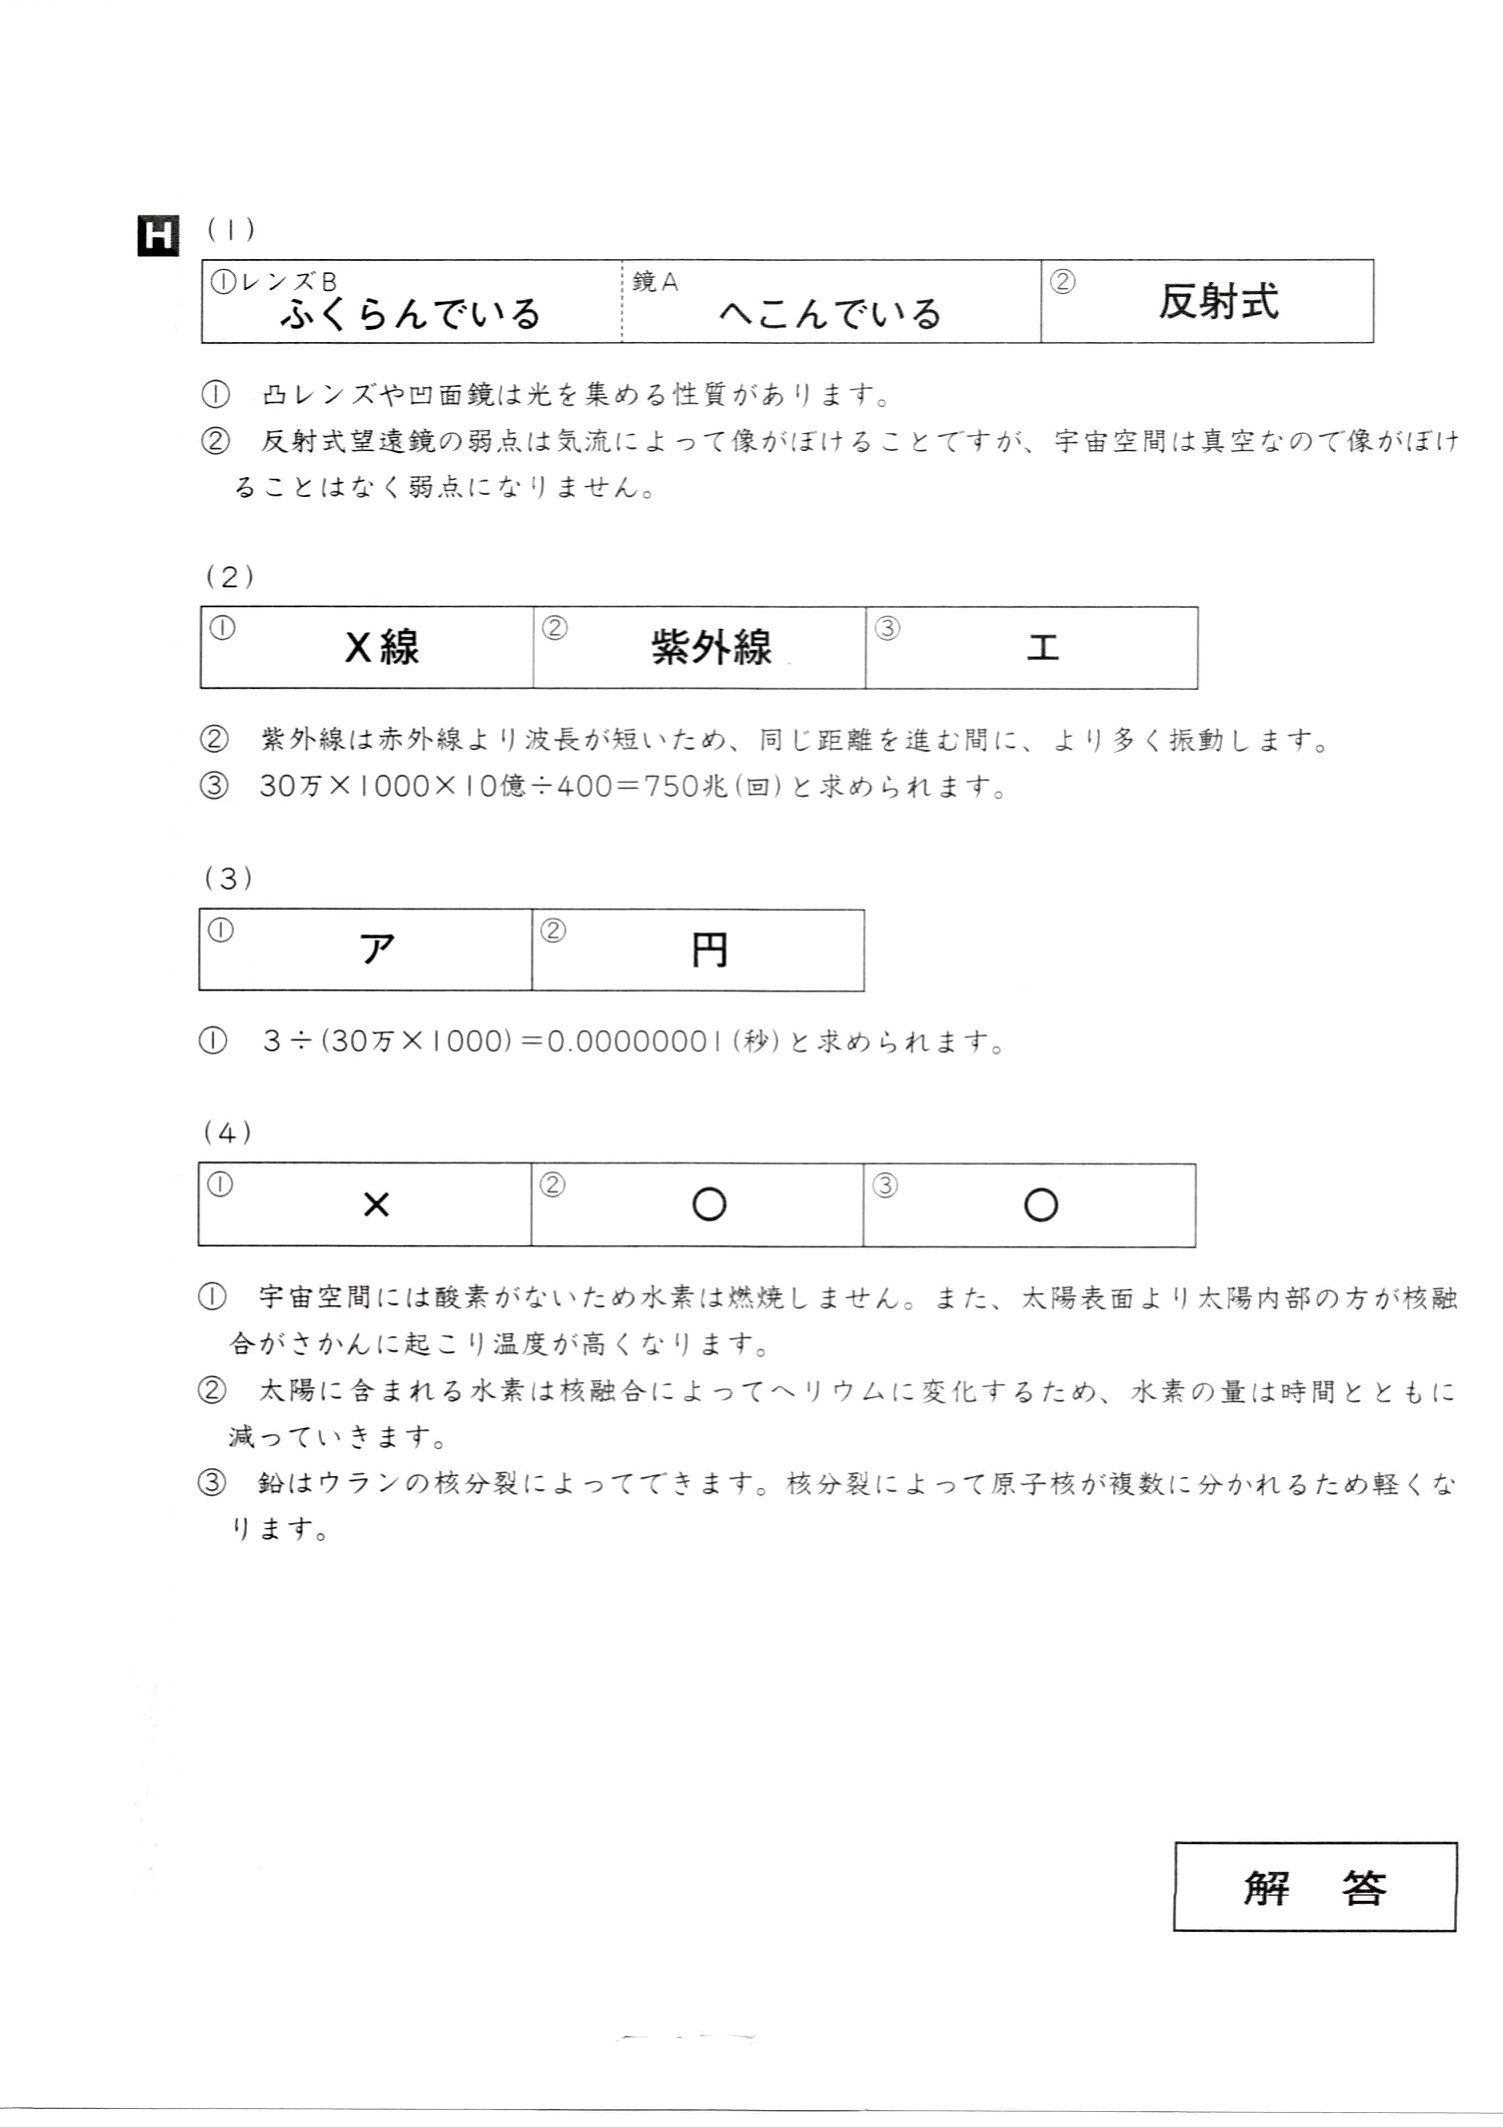 H (1)
①レンズB ふくらんでいる 鏡A へこんでいる ② 反射式
① 凸レンズや凹面鏡は光を集める性質があります。
② 反射式望遠鏡の弱点は気流によって像がぼけることですが、宇宙空間は真空なので像がぼけ
ることはなく弱点になりません。
(2)
① X線 ② 紫外線 ③ エ
② 紫外線は赤外線より波長が短いため、同じ距離を進む間に、より多く振動します。
③ 30万×1000×10億÷400=750兆(回)と求められます。
(3)
① ア ② 円
① 3÷(30万×1000)=0.00000001(秒)と求められます。
(4)
① × ② ○ ③ ○
① 宇宙空間には酸素がないため水素は燃焼しません。また、太陽表面より太陽内部の方が核融
合がさかんに起こり温度が高くなります。
② 太陽に含まれる水素は核融合によってヘリウムに変化するため、水素の量は時間とともに
減っていきます。
③ 鉛はウランの核分裂によってできます。核分裂によって原子核が複数に分かれるため軽くな
ります。
解 答